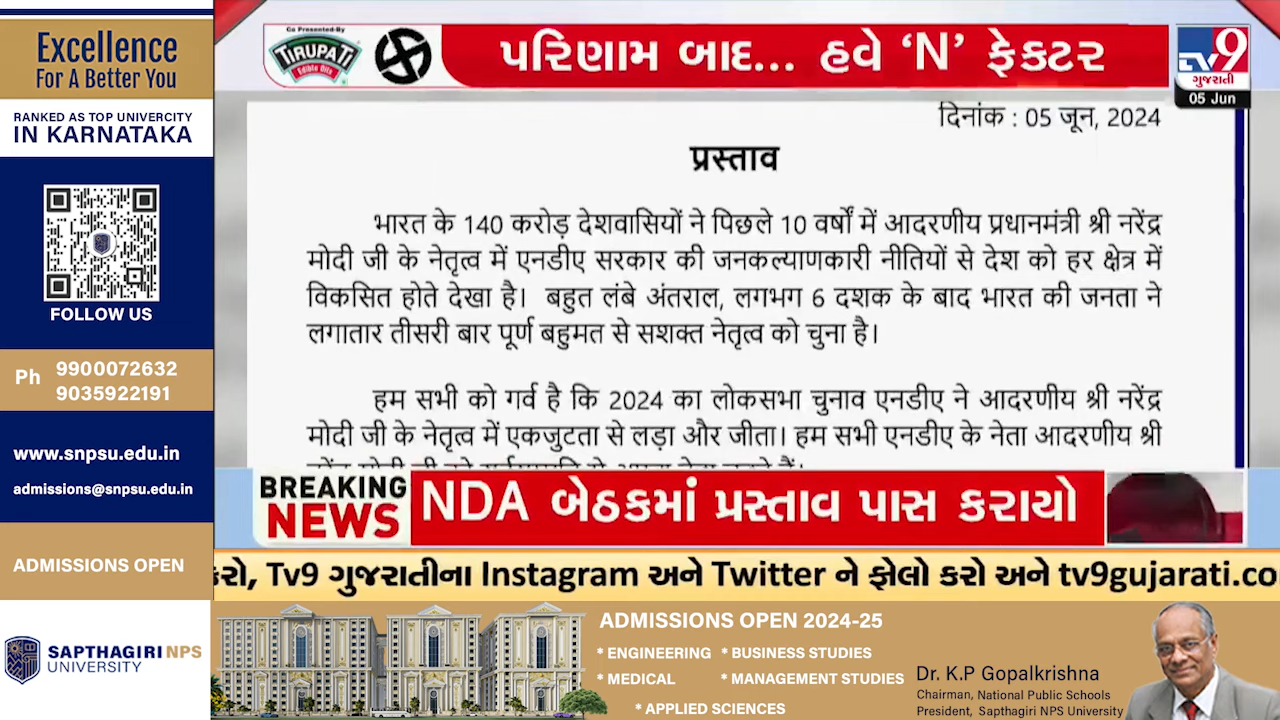 Excellence
For A Better You
RANKED AS TOP UNIVERCITY
IN KARNATAKA
FOLLOW US
Ph 9900072632
9035922191
www.snpsu.edu.in
admissions@snpsu.edu.in
ADMISSIONS OPEN
SAPTHAGIRI NPS
UNIVERSITY
Co Presented-By
TIRUPATI
Edible Oils
પરિણામ બાદ... હવે ‘N’ ફેક્ટર
TV9
ગુજરાતી
05 Jun
दिनांक : 05 जून, 2024
प्रस्ताव
भारत के 140 करोड़ देशवासियों ने पिछले 10 वर्षों में आदरणीय प्रधानमंत्री श्री नरेंद्र
मोदी जी के नेतृत्व में एनडीए सरकार की जनकल्याणकारी नीतियों से देश को हर क्षेत्र में
विकसित होते देखा है। बहुत लंबे अंतराल, लगभग 6 दशक के बाद भारत की जनता ने
लगातार तीसरी बार पूर्ण बहुमत से सशक्त नेतृत्व को चुना है।
हम सभी को गर्व है कि 2024 का लोकसभा चुनाव एनडीए ने आदरणीय श्री नरेंद्र
मोदी जी के नेतृत्व में एकजुटता से लड़ा और जीता। हम सभी एनडीए के नेता आदरणीय श्री
BREAKING
NEWS
NDA બેઠકમાં પ્રસ્તાવ પાસ કરાયો
કરો, Tv9 ગુજરાતીના Instagram અને Twitter ને ફોલો કરો અને tv9gujarati.co
ADMISSIONS OPEN 2024-25
* ENGINEERING * BUSINESS STUDIES
* MEDICAL * MANAGEMENT STUDIES
* APPLIED SCIENCES
Dr. K.P Gopalkrishna
Chairman, National Public Schools
President, Sapthagiri NPS University